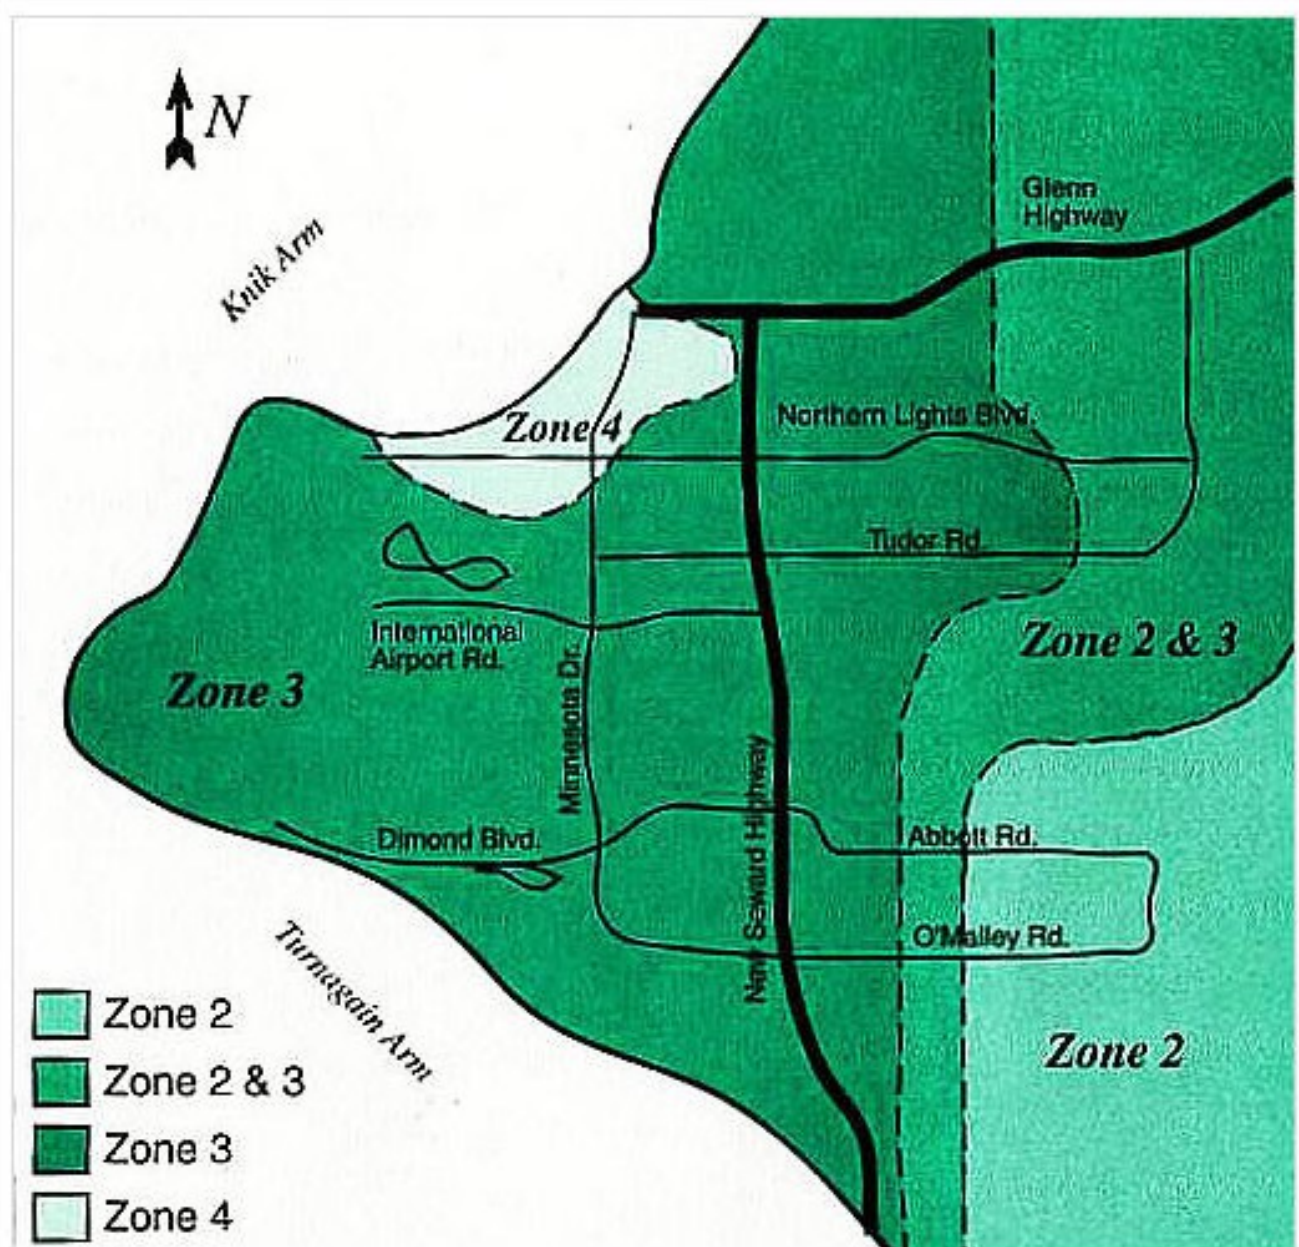 N
Glenn
Highway
Knik Arm
Zone 4
Northern Lights Blvd.
Tudor Rd.
International
Airport Rd.
Zone 2 & 3
Zone 3
Minnesota Dr.
New Seward Highway
Dimond Blvd.
Abbott Rd.
O'Malley Rd.
Turnagain Arm
Zone 2
Zone 2
Zone 2 & 3
Zone 3
Zone 4